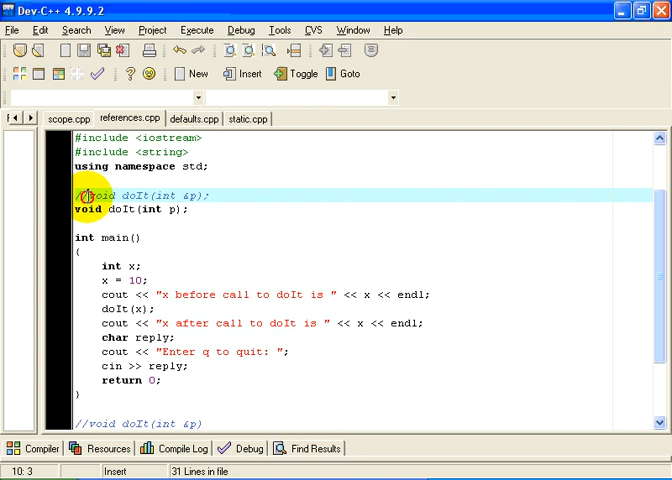 Dev-C++ 4.9.9.2
File Edit Search View Project Execute Debug Tools CVS Window Help
New Insert Toggle Goto
scope.cpp references.cpp defaults.cpp static.cpp
#include <iostream>
#include <string>
using namespace std;
//void doIt(int &p);
void doIt(int p);
int main()
{
int x;
x = 10;
cout << "x before call to doIt is " << x << endl;
doIt(x);
cout << "x after call to doIt is " << x << endl;
char reply;
cout << "Enter q to quit: ";
cin >> reply;
return 0;
}
//void doIt(int &p)
Compiler Resources Compile Log Debug Find Results
10: 3 Insert 31 Lines in file